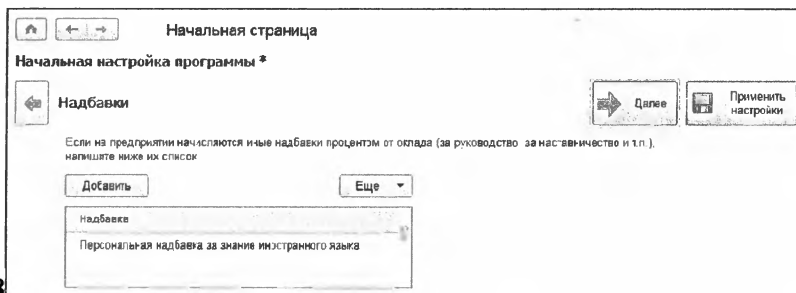 Начальная страница
Начальная настройка программы *
Надбавки
Далее
Применить
настройки
Если на предприятии начисляются иные надбавки процентом от оклада (за руководство за наставничество и т.п.),
напишите ниже их список
Добавить
Еще
Надбавка
Персональная надбавка за знание иностранного языка